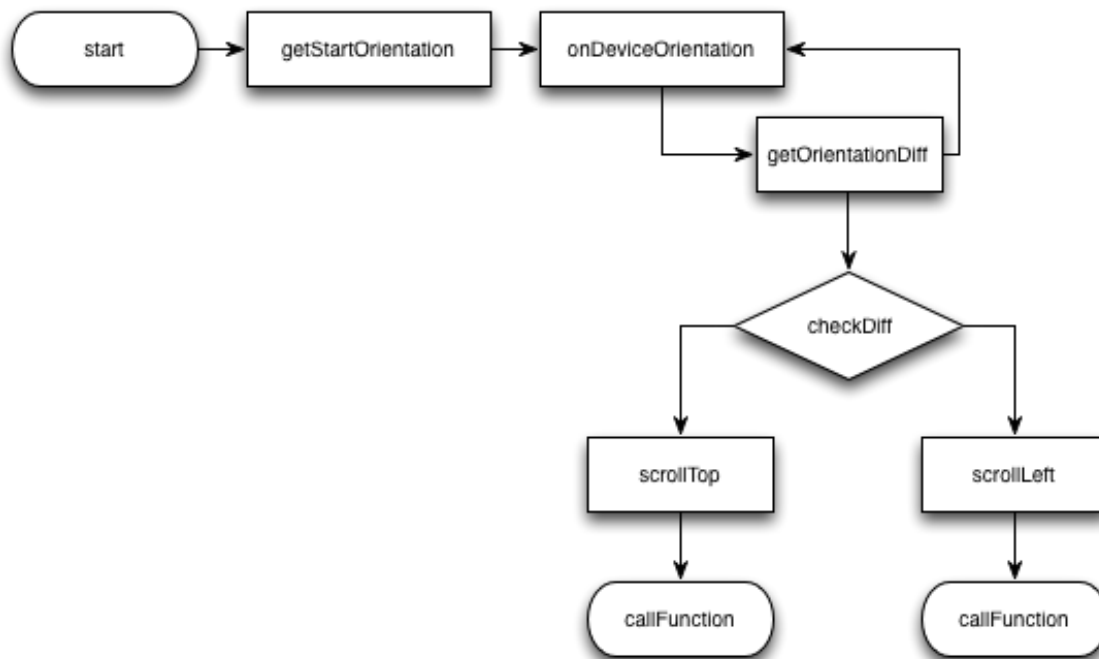 start
getStartOrientation
onDeviceOrientation
getOrientationDiff
checkDiff
scrollTop
scrollLeft
callFunction
callFunction